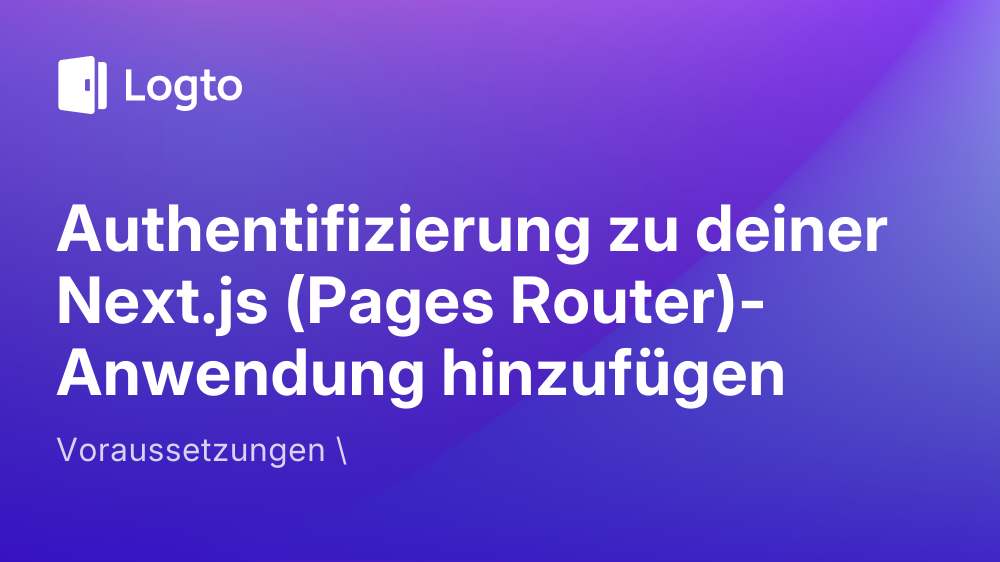 Logto
Authentifizierung zu deiner
Next.js (Pages Router)-
Anwendung hinzufügen
Voraussetzungen \